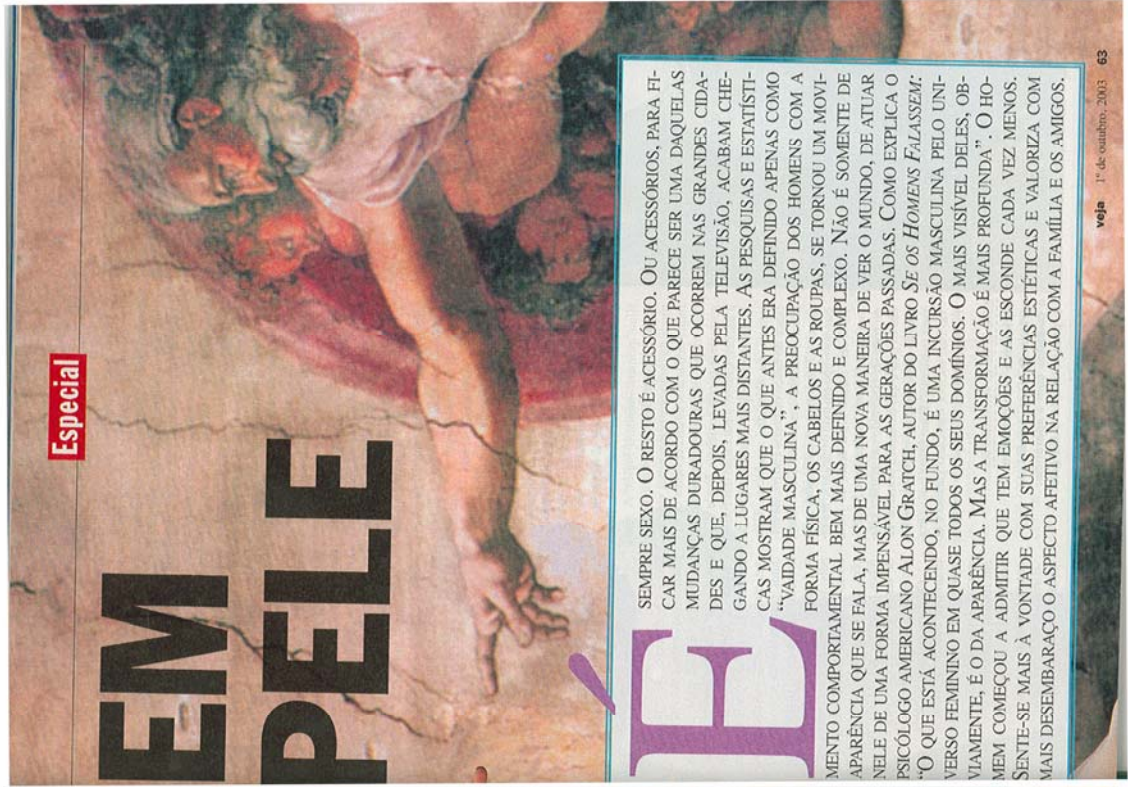 Especial
EM
PELE
É SEMPRE SEXO. O RESTO É ACESSÓRIO. OU ACESSÓRIOS, PARA FI-
CAR MAIS DE ACORDO COM O QUE PARECE SER UMA DAQUELAS
MUDANÇAS DURADOURAS QUE OCORREM NAS GRANDES CIDA-
DES E QUE, DEPOIS, LEVADAS PELA TELEVISÃO, ACABAM CHE-
GANDO A LUGARES MAIS DISTANTES. AS PESQUISAS E ESTATÍSTI-
CAS MOSTRAM QUE O QUE ANTES ERA DEFINIDO APENAS COMO
“VAIDADE MASCULINA”, A PREOCUPAÇÃO DOS HOMENS COM A
FORMA FÍSICA, OS CABELOS E AS ROUPAS, SE TORNOU UM MOVI-
MENTO COMPORTAMENTAL BEM MAIS DEFINIDO E COMPLEXO. NÃO É SOMENTE DE
APARÊNCIA QUE SE FALA, MAS DE UMA NOVA MANEIRA DE VER O MUNDO, DE ATUAR
NELE DE UMA FORMA IMPENSÁVEL PARA AS GERAÇÕES PASSADAS. COMO EXPLICA O
PSICÓLOGO AMERICANO ALON GRATCH, AUTOR DO LIVRO SE OS HOMENS FALASSEM:
“O QUE ESTÁ ACONTECENDO, NO FUNDO, É UMA INCURSÃO MASCULINA PELO UNI-
VERSO FEMININO EM QUASE TODOS OS SEUS DOMÍNIOS. O MAIS VISÍVEL DELES, OB-
VIAMENTE, É O DA APARÊNCIA. MAS A TRANSFORMAÇÃO É MAIS PROFUNDA”. O HO-
MEM COMEÇOU A ADMITIR QUE TEM EMOÇÕES E AS ESCONDE CADA VEZ MENOS.
SENTE-SE MAIS À VONTADE COM SUAS PREFERÊNCIAS ESTÉTICAS E VALORIZA COM
MAIS DESEMBARAÇO O ASPECTO AFETIVO NA RELAÇÃO COM A FAMÍLIA E OS AMIGOS.
veja 1º de outubro, 2003 63